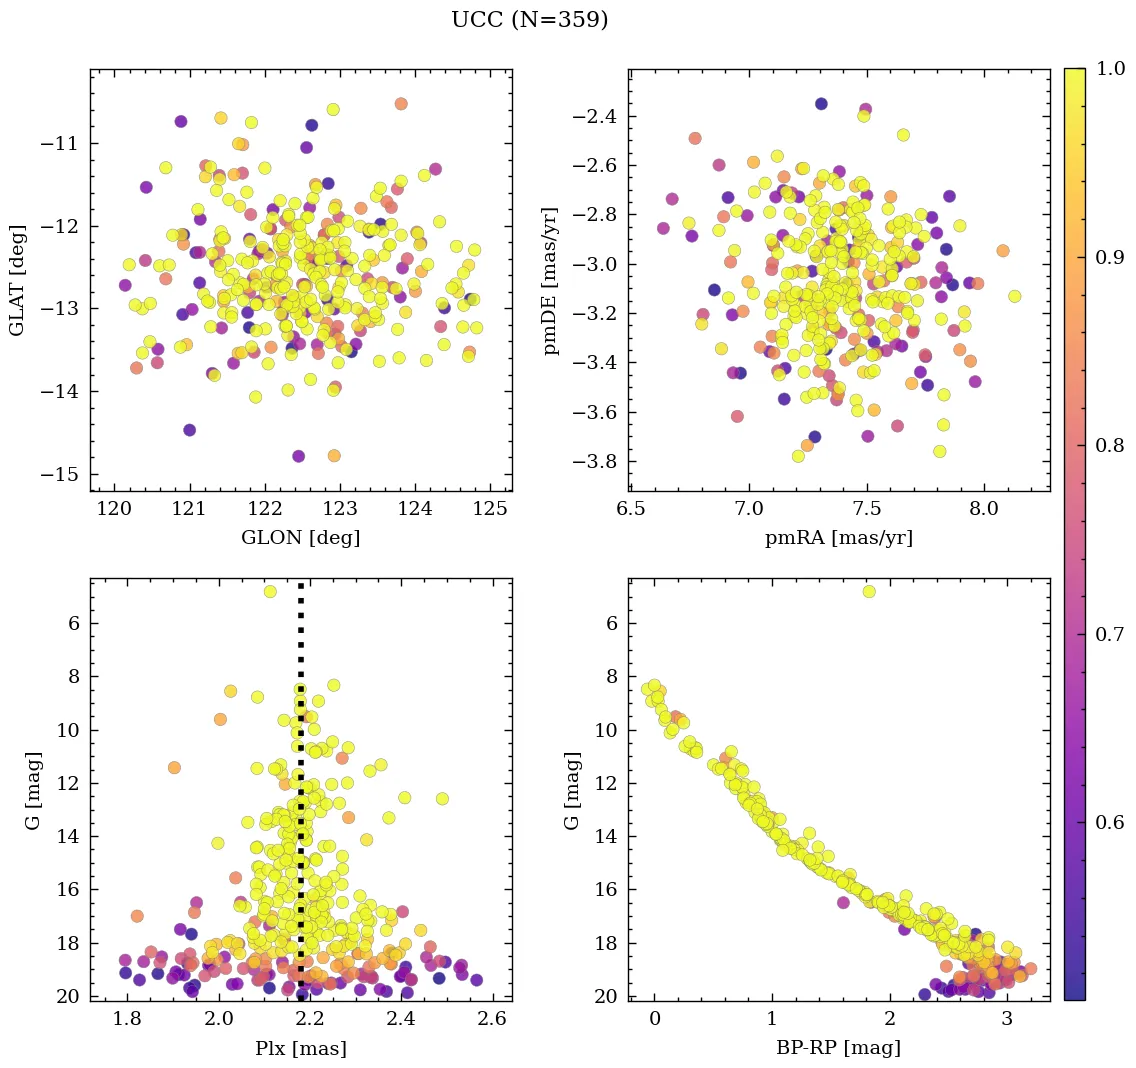 UCC (N=359)
GLAT [deg]
−11
−12
−13
−14
−15
120 121 122 123 124 125
GLON [deg]
pmDE [mas/yr]
−2.4
−2.6
−2.8
−3.0
−3.2
−3.4
−3.6
−3.8
6.5 7.0 7.5 8.0
pmRA [mas/yr]
1.0
0.9
0.8
0.7
0.6
G [mag]
6
8
10
12
14
16
18
20
1.8 2.0 2.2 2.4 2.6
Plx [mas]
G [mag]
6
8
10
12
14
16
18
20
0 1 2 3
BP-RP [mag]